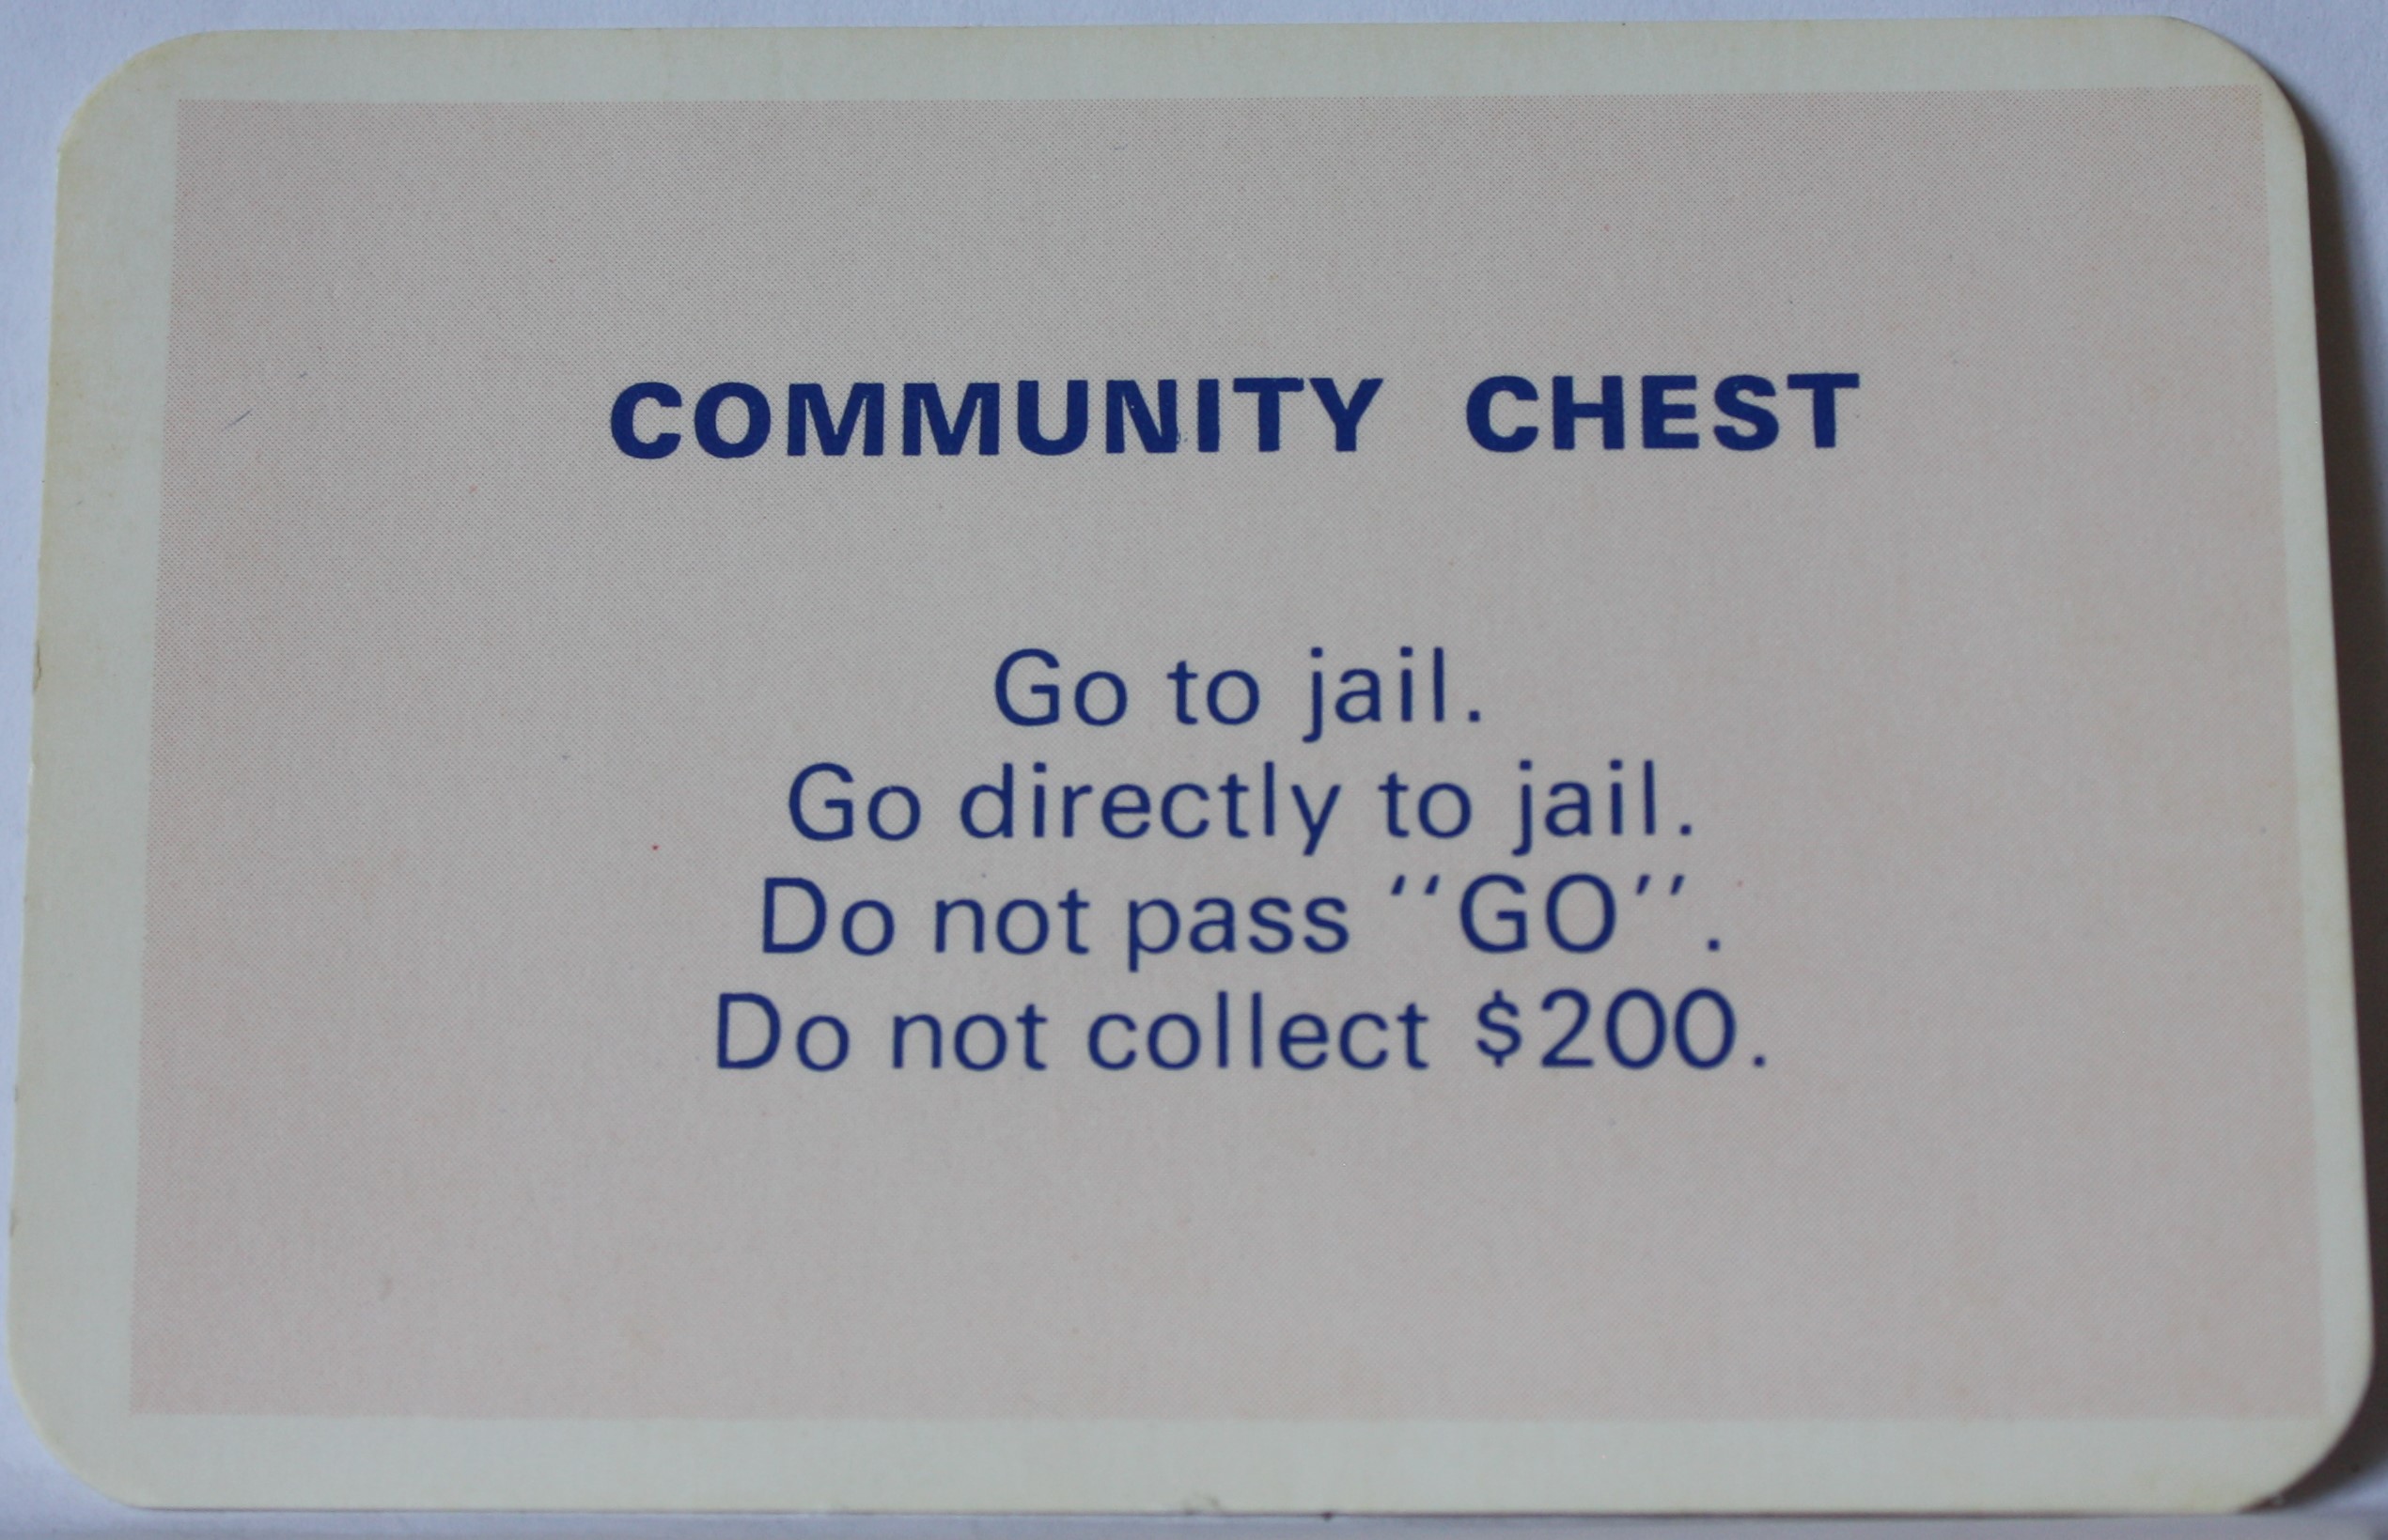 COMMUNITY CHEST
Go to jail.
Go directly to jail.
Do not pass "GO".
Do not collect $200.